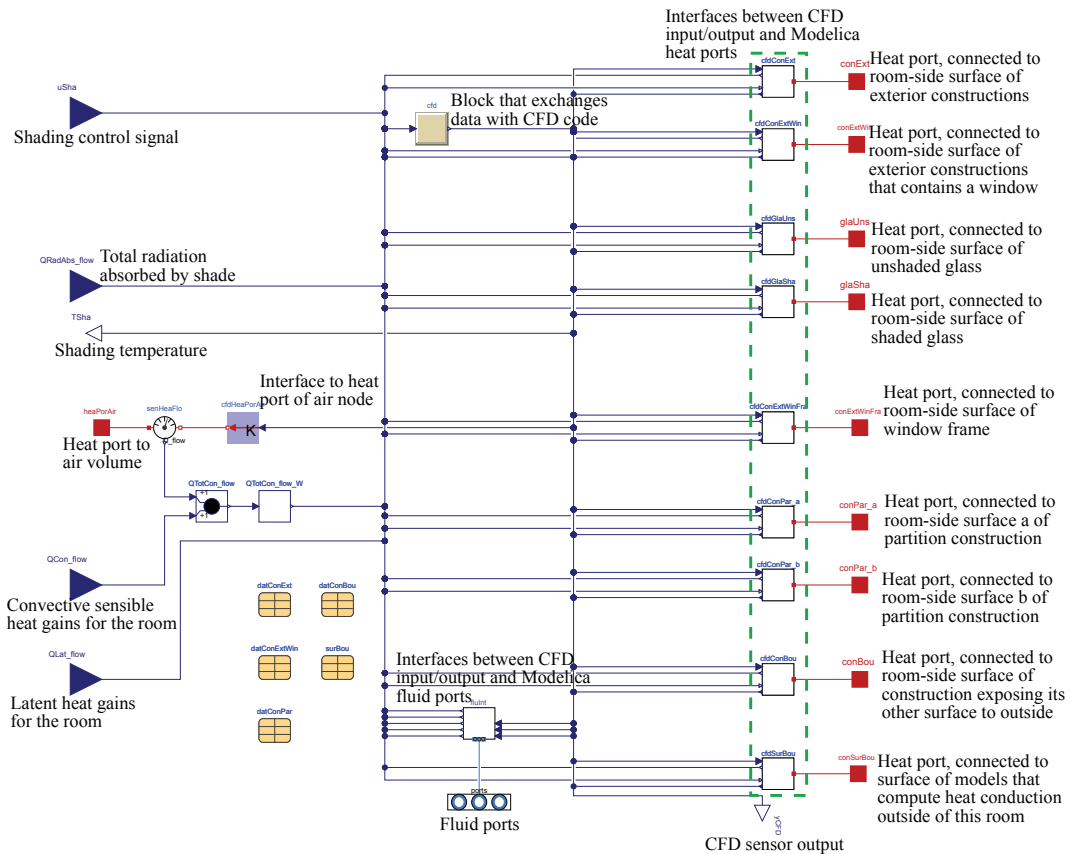 Interfaces between CFD
input/output and Modelica
heat ports
uSha
Shading control signal
cfd
Block that exchanges
data with CFD code
cfdConExt
conExt
Heat port, connected to
room-side surface of
exterior constructions
cfdConExtWin
conExtWin
Heat port, connected to
room-side surface of
exterior constructions
that contains a window
cfdGlaUns
glaUns
Heat port, connected to
room-side surface of
unshaded glass
QRadAbs_flow
Total radiation
absorbed by shade
cfdGlaSha
glaSha
Heat port, connected to
room-side surface of
shaded glass
TSha
Shading temperature
Interface to heat
port of air node
heaPorAir
senHeaFlo
cfdHeaPorA
K
Q_flow
Heat port to
air volume
cfdConExtWinFra
conExtWinFra
Heat port, connected to
room-side surface of
window frame
QTotCon_flow
+1
+1
QTotCon_flow_W
cfdConPar_a
conPar_a
Heat port, connected to
room-side surface a of
partition construction
QCon_flow
Convective sensible
heat gains for the room
cfdConPar_b
conPar_b
Heat port, connected to
room-side surface b of
partition construction
datConExt
datConBou
datConExtWin
surBou
datConPar
QLat_flow
Latent heat gains
for the room
Interfaces between CFD
input/output and Modelica
fluid ports
fluInt
cfdConBou
conBou
Heat port, connected to
room-side surface of
construction exposing its
other surface to outside
ports
Fluid ports
cfdSurBou
conSurBou
Heat port, connected to
surface of models that
compute heat conduction
outside of this room
yCFD
CFD sensor output